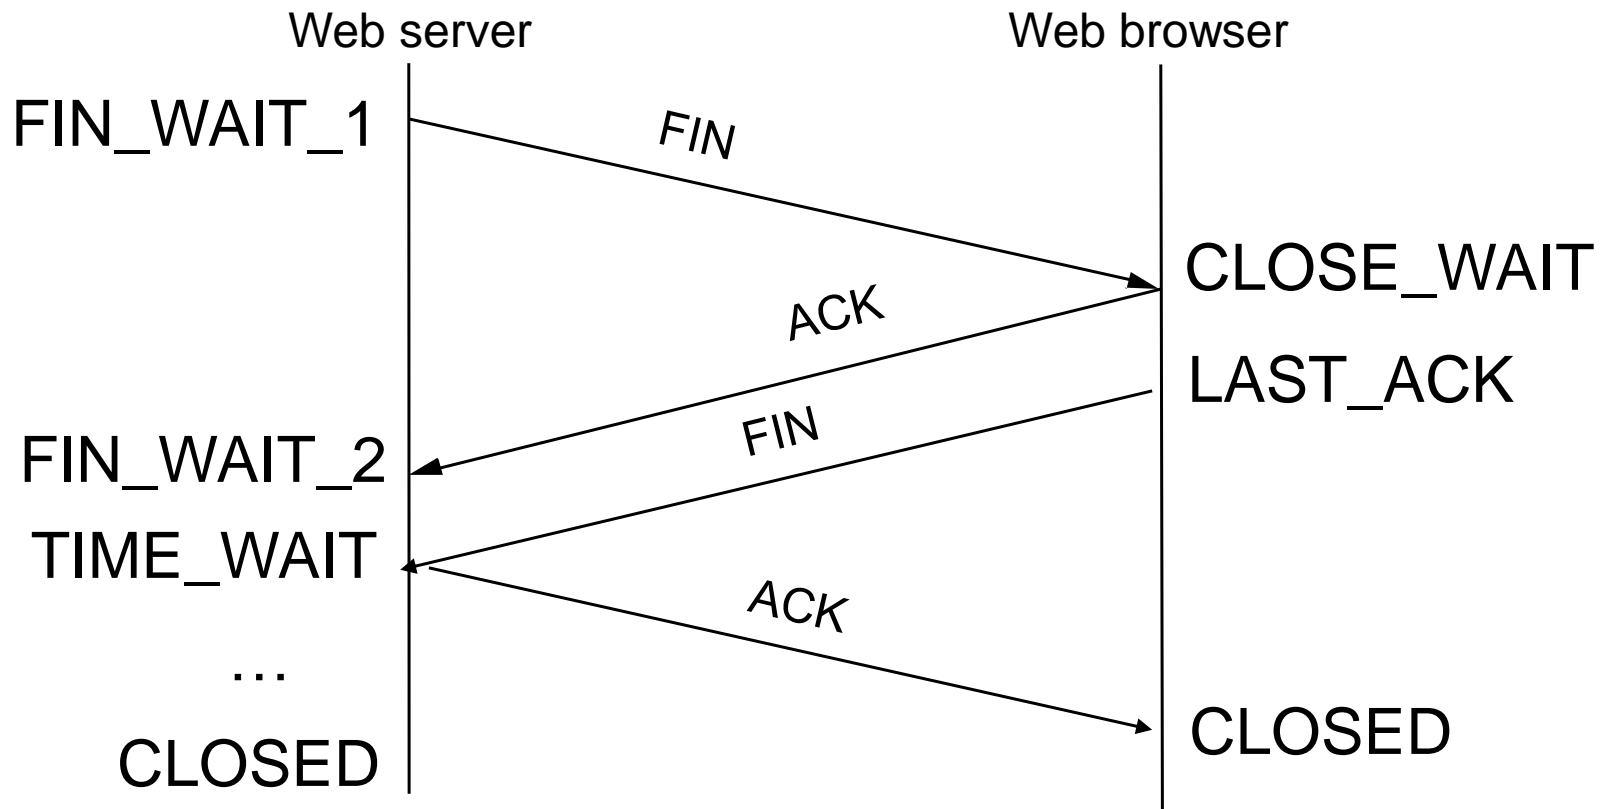 Web server
Web browser
FIN_WAIT_1
FIN
CLOSE_WAIT
ACK
LAST_ACK
FIN
FIN_WAIT_2
TIME_WAIT
ACK
…
CLOSED
CLOSED